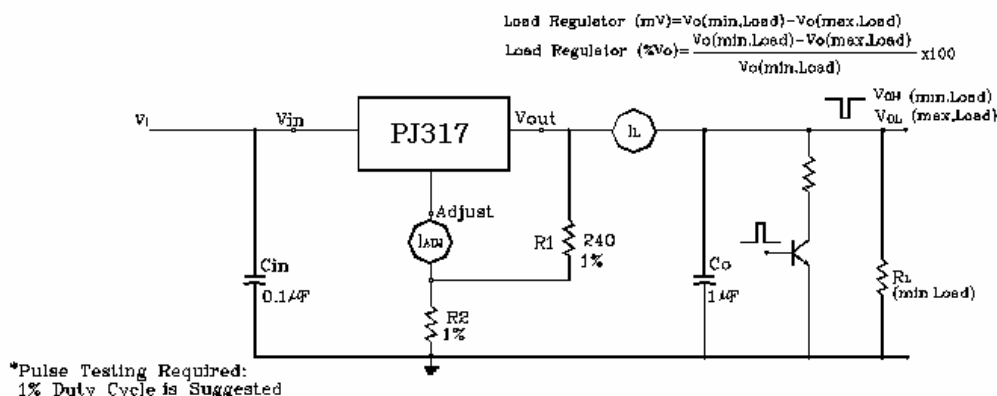 Load Regulator (mV)=Vo(min.Load)-Vo(max.Load)
Load Regulator (%Vo)=Vo(min.Load)-Vo(max.Load)/Vo(min.Load) x100
VI
Vin
PJ317
Vout
IL
VOH (min.Load)
VOL (max.Load)
Adjust
IADJ
R1
240
1%
Cin
0.1μF
R2
1%
Co
1μF
RL
(min Load)
*Pulse Testing Required:
1% Duty Cycle is Suggested